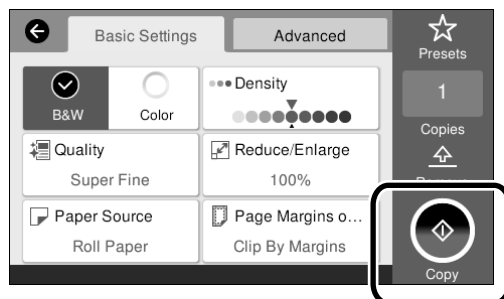 Basic Settings
Advanced
Presets
B&W
Color
Density
1
Copies
Quality
Super Fine
Reduce/Enlarge
100%
Paper Source
Roll Paper
Page Margins o...
Clip By Margins
Copy